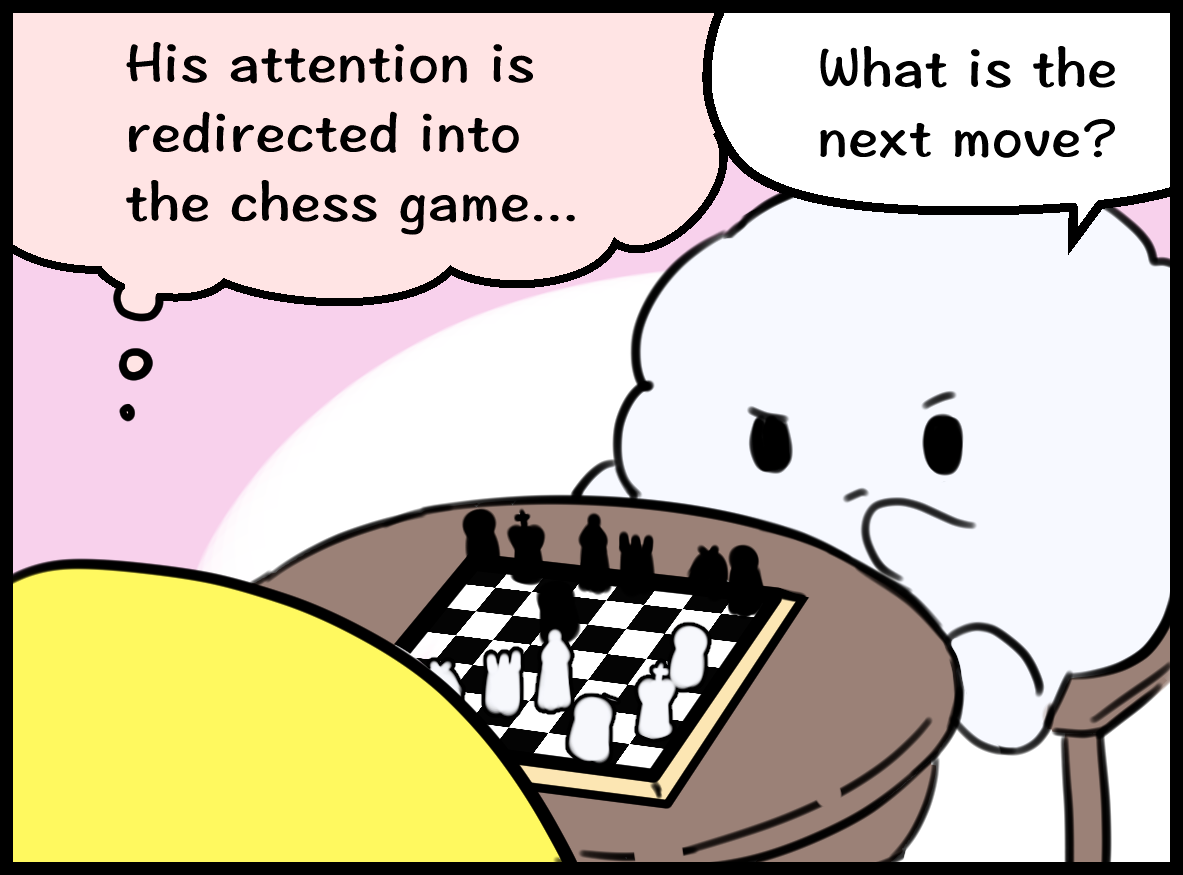 His attention is
redirected into
the chess game...
What is the
next move?